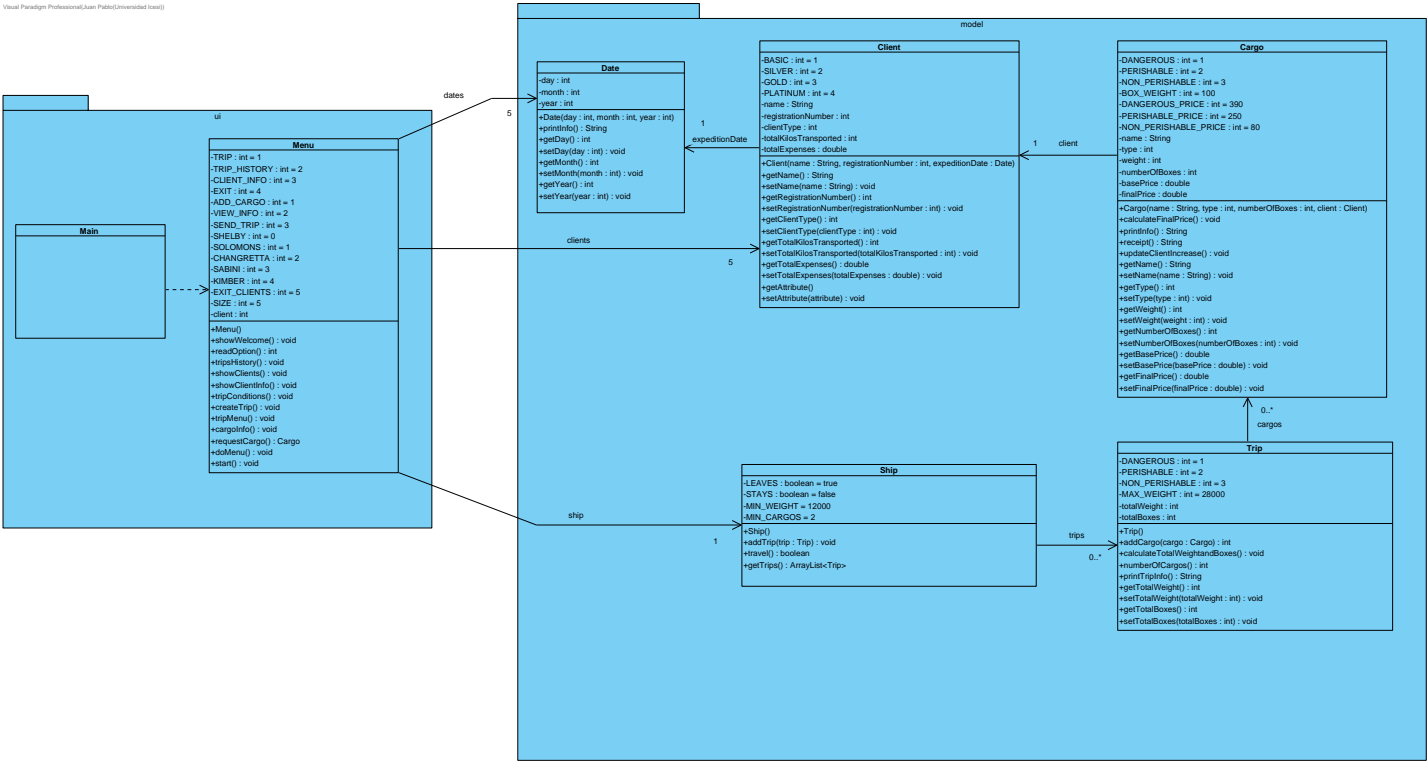 Visual Paradigm Professional(Juan Pablo(Universidad Icesi))
ui
Main
Menu
-TRIP : int = 1
-TRIP_HISTORY : int = 2
-CLIENT_INFO : int = 3
-EXIT : int = 4
-ADD_CARGO : int = 1
-VIEW_INFO : int = 2
-SEND_TRIP : int = 3
-SHELBY : int = 0
-SOLOMONS : int = 1
-CHANGRETTA : int = 2
-SABINI : int = 3
-KIMBER : int = 4
-EXIT_CLIENTS : int = 5
-SIZE : int = 5
-client : int
+Menu()
+showWelcome() : void
+readOption() : int
+tripsHistory() : void
+showClients() : void
+showClientInfo() : void
+tripConditions() : void
+createTrip() : void
+tripMenu() : void
+cargoInfo() : void
+requestCargo() : Cargo
+doMenu() : void
+start() : void
dates
5
clients
5
ship
1
model
Date
-day : int
-month : int
-year : int
+Date(day : int, month : int, year : int)
+printInfo() : String
+getDay() : int
+setDay(day : int) : void
+getMonth() : int
+setMonth(month : int) : void
+getYear() : int
+setYear(year : int) : void
1
expeditionDate
Client
-BASIC : int = 1
-SILVER : int = 2
-GOLD : int = 3
-PLATINUM : int = 4
-name : String
-registrationNumber : int
-clientType : int
-totalKilosTransported : int
-totalExpenses : double
+Client(name : String, registrationNumber : int, expeditionDate : Date)
+getName() : String
+setName(name : String) : void
+getRegistrationNumber() : int
+setRegistrationNumber(registrationNumber : int) : void
+getClientType() : int
+setClientType(clientType : int) : void
+getTotalKilosTransported() : int
+setTotalKilosTransported(totalKilosTransported : int) : void
+getTotalExpenses() : double
+setTotalExpenses(totalExpenses : double) : void
+getAttribute()
+setAttribute(attribute) : void
1
client
Cargo
-DANGEROUS : int = 1
-PERISHABLE : int = 2
-NON_PERISHABLE : int = 3
-BOX_WEIGHT : int = 100
-DANGEROUS_PRICE : int = 390
-PERISHABLE_PRICE : int = 250
-NON_PERISHABLE_PRICE : int = 80
-name : String
-type : int
-weight : int
-numberOfBoxes : int
-basePrice : double
-finalPrice : double
+Cargo(name : String, type : int, numberOfBoxes : int, client : Client)
+calculateFinalPrice() : void
+printInfo() : String
+receipt() : String
+updateClientIncrease() : void
+getName() : String
+setName(name : String) : void
+getType() : int
+setType(type : int) : void
+getWeight() : int
+setWeight(weight : int) : void
+getNumberOfBoxes() : int
+setNumberOfBoxes(numberOfBoxes : int) : void
+getBasePrice() : double
+setBasePrice(basePrice : double) : void
+getFinalPrice() : double
+setFinalPrice(finalPrice : double) : void
0..*
cargos
Ship
-LEAVES : boolean = true
-STAYS : boolean = false
-MIN_WEIGHT = 12000
-MIN_CARGOS = 2
+Ship()
+addTrip(trip : Trip) : void
+travel() : boolean
+getTrips() : ArrayList<Trip>
trips
0..*
Trip
-DANGEROUS : int = 1
-PERISHABLE : int = 2
-NON_PERISHABLE : int = 3
-MAX_WEIGHT : int = 28000
-totalWeight : int
-totalBoxes : int
+Trip()
+addCargo(cargo : Cargo) : int
+calculateTotalWeightandBoxes() : void
+numberOfCargos() : int
+printTripInfo() : String
+getTotalWeight() : int
+setTotalWeight(totalWeight : int) : void
+getTotalBoxes() : int
+setTotalBoxes(totalBoxes : int) : void